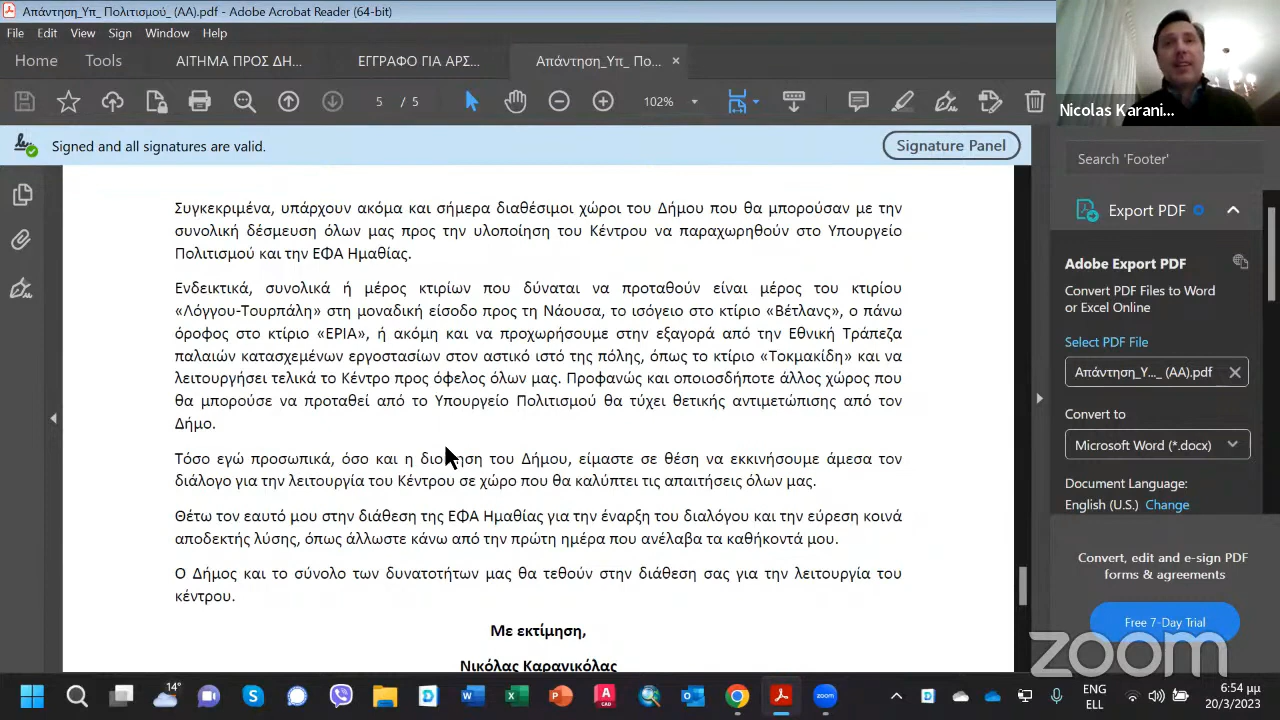 Απάντηση_Υπ_ Πολιτισμού_ (ΑΑ).pdf - Adobe Acrobat Reader (64-bit)
File Edit View Sign Window Help
Home Tools ΑΙΤΗΜΑ ΠΡΟΣ ΔΗ... ΕΓΓΡΑΦΟ ΓΙΑ ΑΡΣ... Απάντηση_Υπ_ Πο... ×
5 / 5 102%
Nicolas Karani...
Signed and all signatures are valid. Signature Panel
Συγκεκριμένα, υπάρχουν ακόμα και σήμερα διαθέσιμοι χώροι του Δήμου που θα μπορούσαν με την
συνολική δέσμευση όλων μας προς την υλοποίηση του Κέντρου να παραχωρηθούν στο Υπουργείο
Πολιτισμού και την ΕΦΑ Ημαθίας.
Ενδεικτικά, συνολικά ή μέρος κτιρίων που δύναται να προταθούν είναι μέρος του κτιρίου
«Λόγγου-Τουρπάλη» στη μοναδική είσοδο προς τη Νάουσα, το ισόγειο στο κτίριο «Βέτλανς», ο πάνω
όροφος στο κτίριο «ΕΡΙΑ», ή ακόμη και να προχωρήσουμε στην εξαγορά από την Εθνική Τράπεζα
παλαιών κατασχεμένων εργοστασίων στον αστικό ιστό της πόλης, όπως το κτίριο «Τοκμακίδη» και να
λειτουργήσει τελικά το Κέντρο προς όφελος όλων μας. Προφανώς και οποιοσδήποτε άλλος χώρος που
θα μπορούσε να προταθεί από το Υπουργείο Πολιτισμού θα τύχει θετικής αντιμετώπισης από τον
Δήμο.
Τόσο εγώ προσωπικά, όσο και η διοίκηση του Δήμου, είμαστε σε θέση να εκκινήσουμε άμεσα τον
διάλογο για την λειτουργία του Κέντρου σε χώρο που θα καλύπτει τις απαιτήσεις όλων μας.
Θέτω τον εαυτό μου στην διάθεση της ΕΦΑ Ημαθίας για την έναρξη του διαλόγου και την εύρεση κοινά
αποδεκτής λύσης, όπως άλλωστε κάνω από την πρώτη ημέρα που ανέλαβα τα καθήκοντά μου.
Ο Δήμος και το σύνολο των δυνατοτήτων μας θα τεθούν στην διάθεση σας για την λειτουργία του
κέντρου.
Με εκτίμηση,
Νικόλας Καρανικόλας
Search 'Footer'
Export PDF
Adobe Export PDF
Convert PDF Files to Word
or Excel Online
Select PDF File
Απάντηση_Υ..._ (ΑΑ).pdf
Convert to
Microsoft Word (*.docx)
Document Language:
English (U.S.) Change
Convert, edit and e-sign PDF
forms & agreements
Free 7-Day Trial
zoom
14°
ENG
ELL
6:54 μμ
20/3/2023